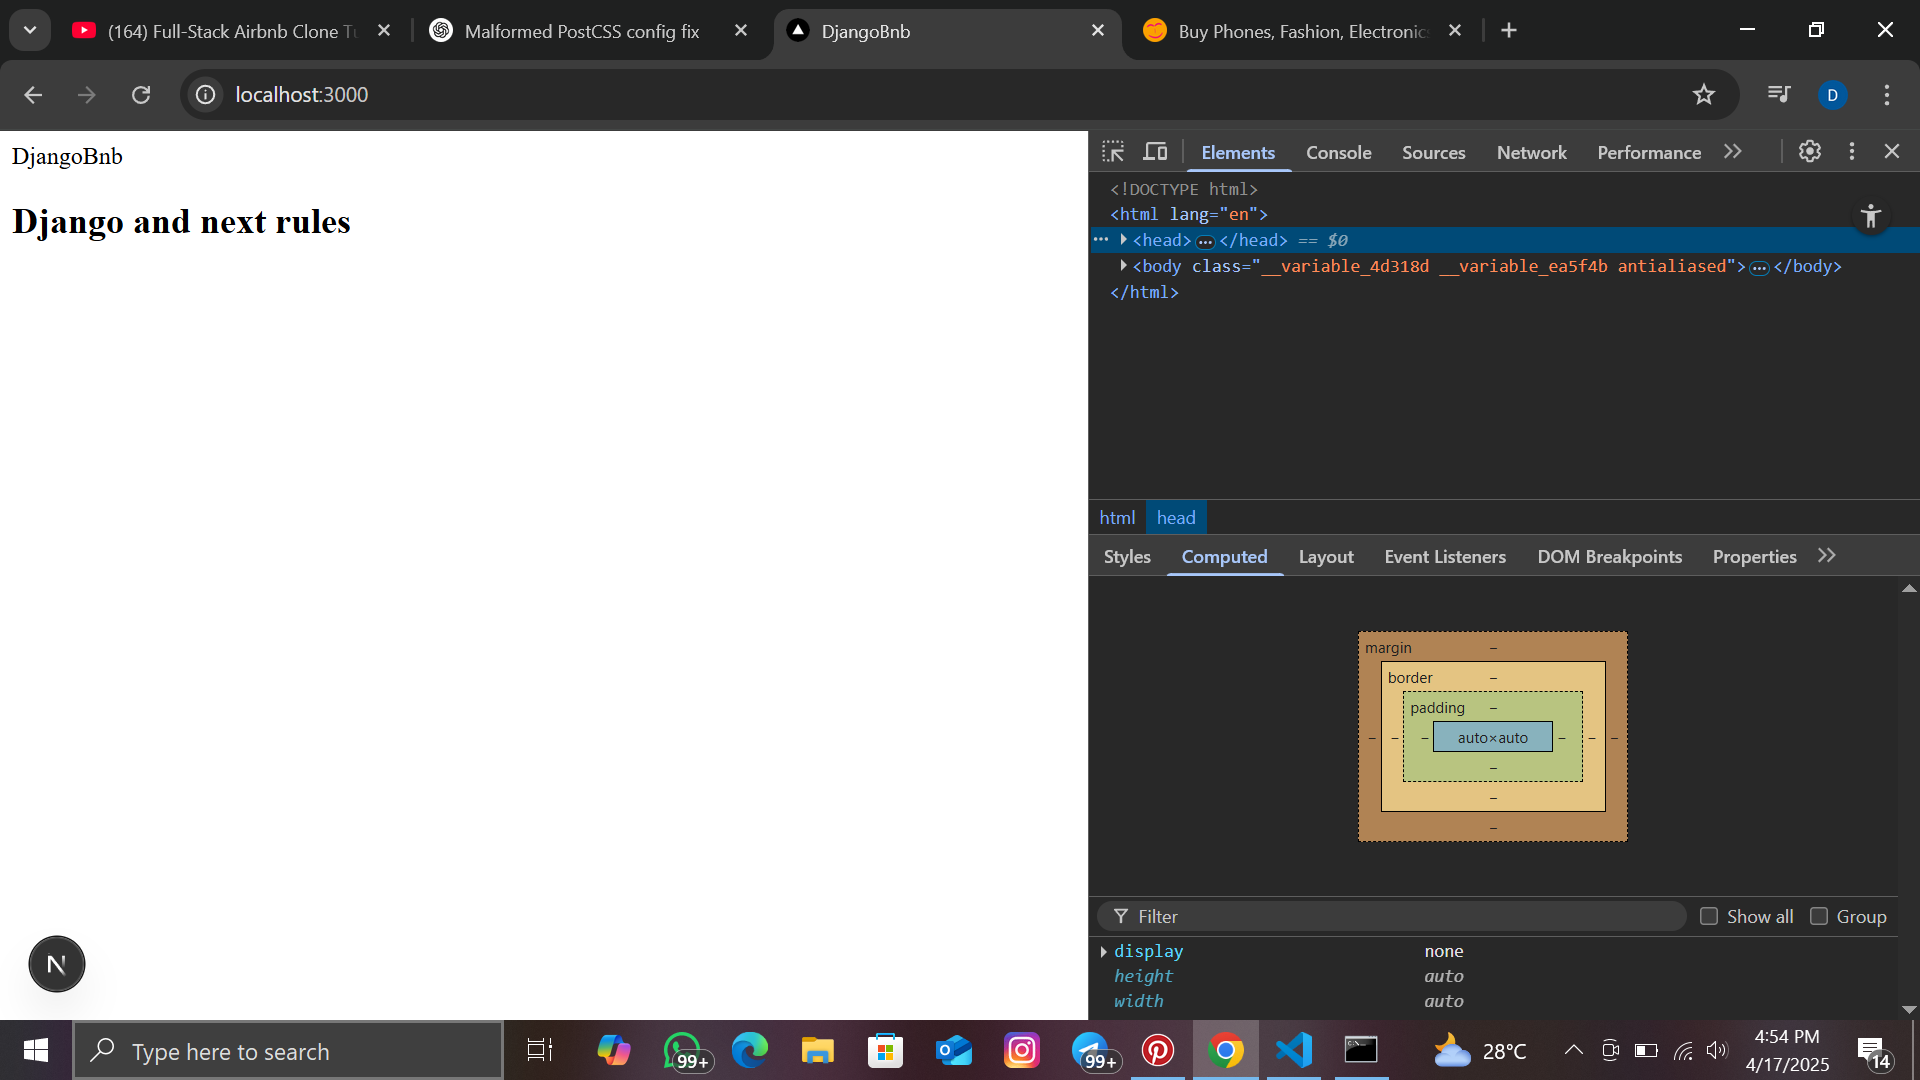 (164) Full-Stack Airbnb Clone Tu
Malformed PostCSS config fix
DjangoBnb
Buy Phones, Fashion, Electronics
localhost:3000
D
DjangoBnb
Django and next rules
N
Elements Console Sources Network Performance
<!DOCTYPE html>
<html lang="en">
<head>…</head> == $0
<body class="__variable_4d318d __variable_ea5f4b antialiased">…</body>
</html>
html head
Styles Computed Layout Event Listeners DOM Breakpoints Properties
margin –
border –
padding –
– – – auto×auto – – –
–
–
–
Filter Show all Group
display none
height auto
width auto
Type here to search
99+
99+
28°C
4:54 PM
4/17/2025
14